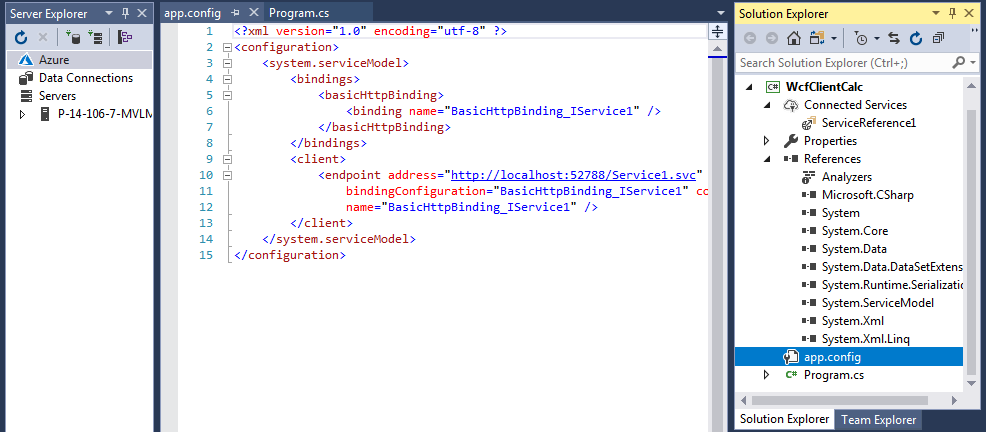 Server Explorer
Azure
Data Connections
Servers
P-14-106-7-MVLM
app.config
Program.cs
1 <?xml version="1.0" encoding="utf-8" ?>
2 <configuration>
3 <system.serviceModel>
4 <bindings>
5 <basicHttpBinding>
6 <binding name="BasicHttpBinding_IService1" />
7 </basicHttpBinding>
8 </bindings>
9 <client>
10 <endpoint address="http://localhost:52788/Service1.svc"
11 bindingConfiguration="BasicHttpBinding_IService1" co
12 name="BasicHttpBinding_IService1" />
13 </client>
14 </system.serviceModel>
15 </configuration>
Solution Explorer
Search Solution Explorer (Ctrl+;)
C# WcfClientCalc
Connected Services
ServiceReference1
Properties
References
Analyzers
Microsoft.CSharp
System
System.Core
System.Data
System.Data.DataSetExtens
System.Runtime.Serializatio
System.ServiceModel
System.Xml
System.Xml.Linq
app.config
C# Program.cs
Solution Explorer
Team Explorer